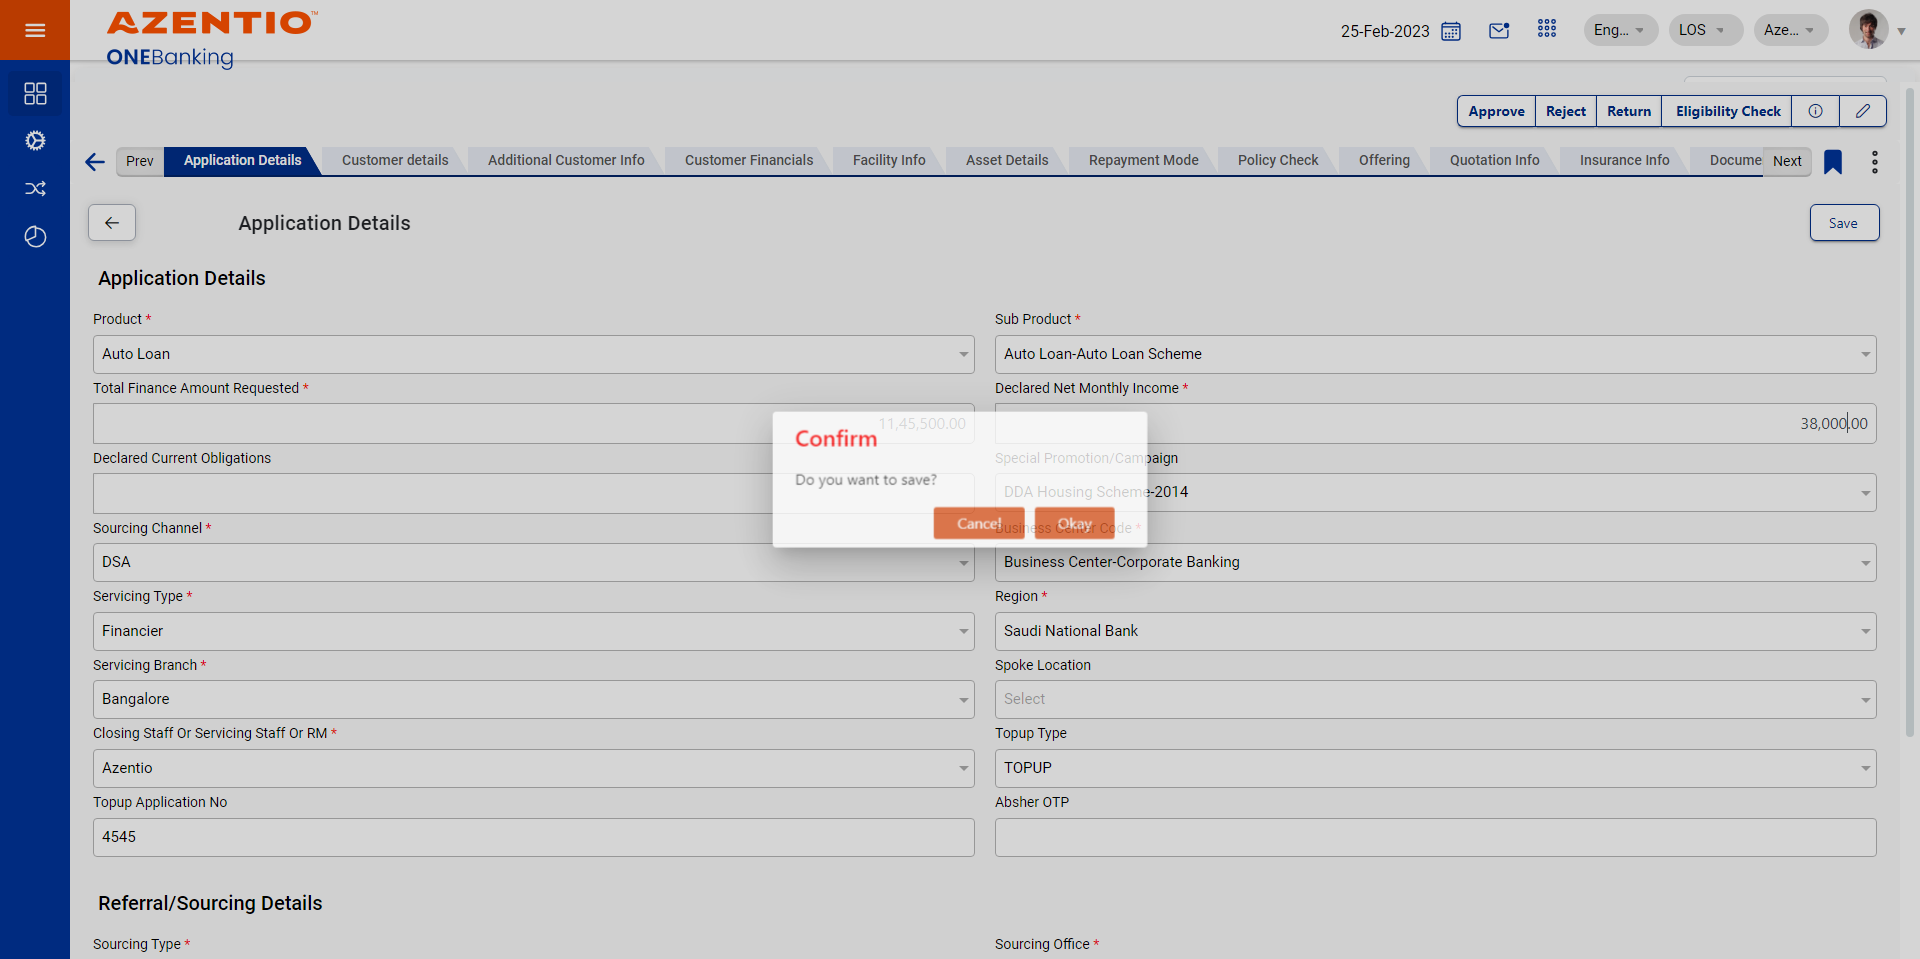 AZENTIO™
ONEBanking
25-Feb-2023
Eng...
LOS
Aze...
Approve
Reject
Return
Eligibility Check
Prev
Application Details
Customer details
Additional Customer Info
Customer Financials
Facility Info
Asset Details
Repayment Mode
Policy Check
Offering
Quotation Info
Insurance Info
Docume
Next
Application Details
Save
Application Details
Product *
Sub Product *
Auto Loan
Auto Loan-Auto Loan Scheme
Total Finance Amount Requested *
Declared Net Monthly Income *
11,45,500.00
38,000.00
Confirm
Do you want to save?
Cancel
Okay
Declared Current Obligations
Special Promotion/Campaign
DDA Housing Scheme-2014
Sourcing Channel *
Business Center Code *
DSA
Business Center-Corporate Banking
Servicing Type *
Region *
Financier
Saudi National Bank
Servicing Branch *
Spoke Location
Bangalore
Select
Closing Staff Or Servicing Staff Or RM *
Topup Type
Azentio
TOPUP
Topup Application No
Absher OTP
4545
Referral/Sourcing Details
Sourcing Type *
Sourcing Office *